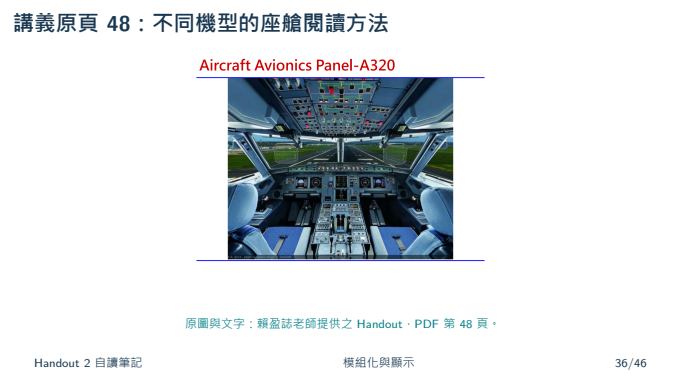 講義原頁 48：不同機型的座艙閱讀方法
Aircraft Avionics Panel-A320
原圖與文字：賴盈誌老師提供之 Handout，PDF 第 48 頁。
Handout 2 自讀筆記
模組化與顯示
36/46